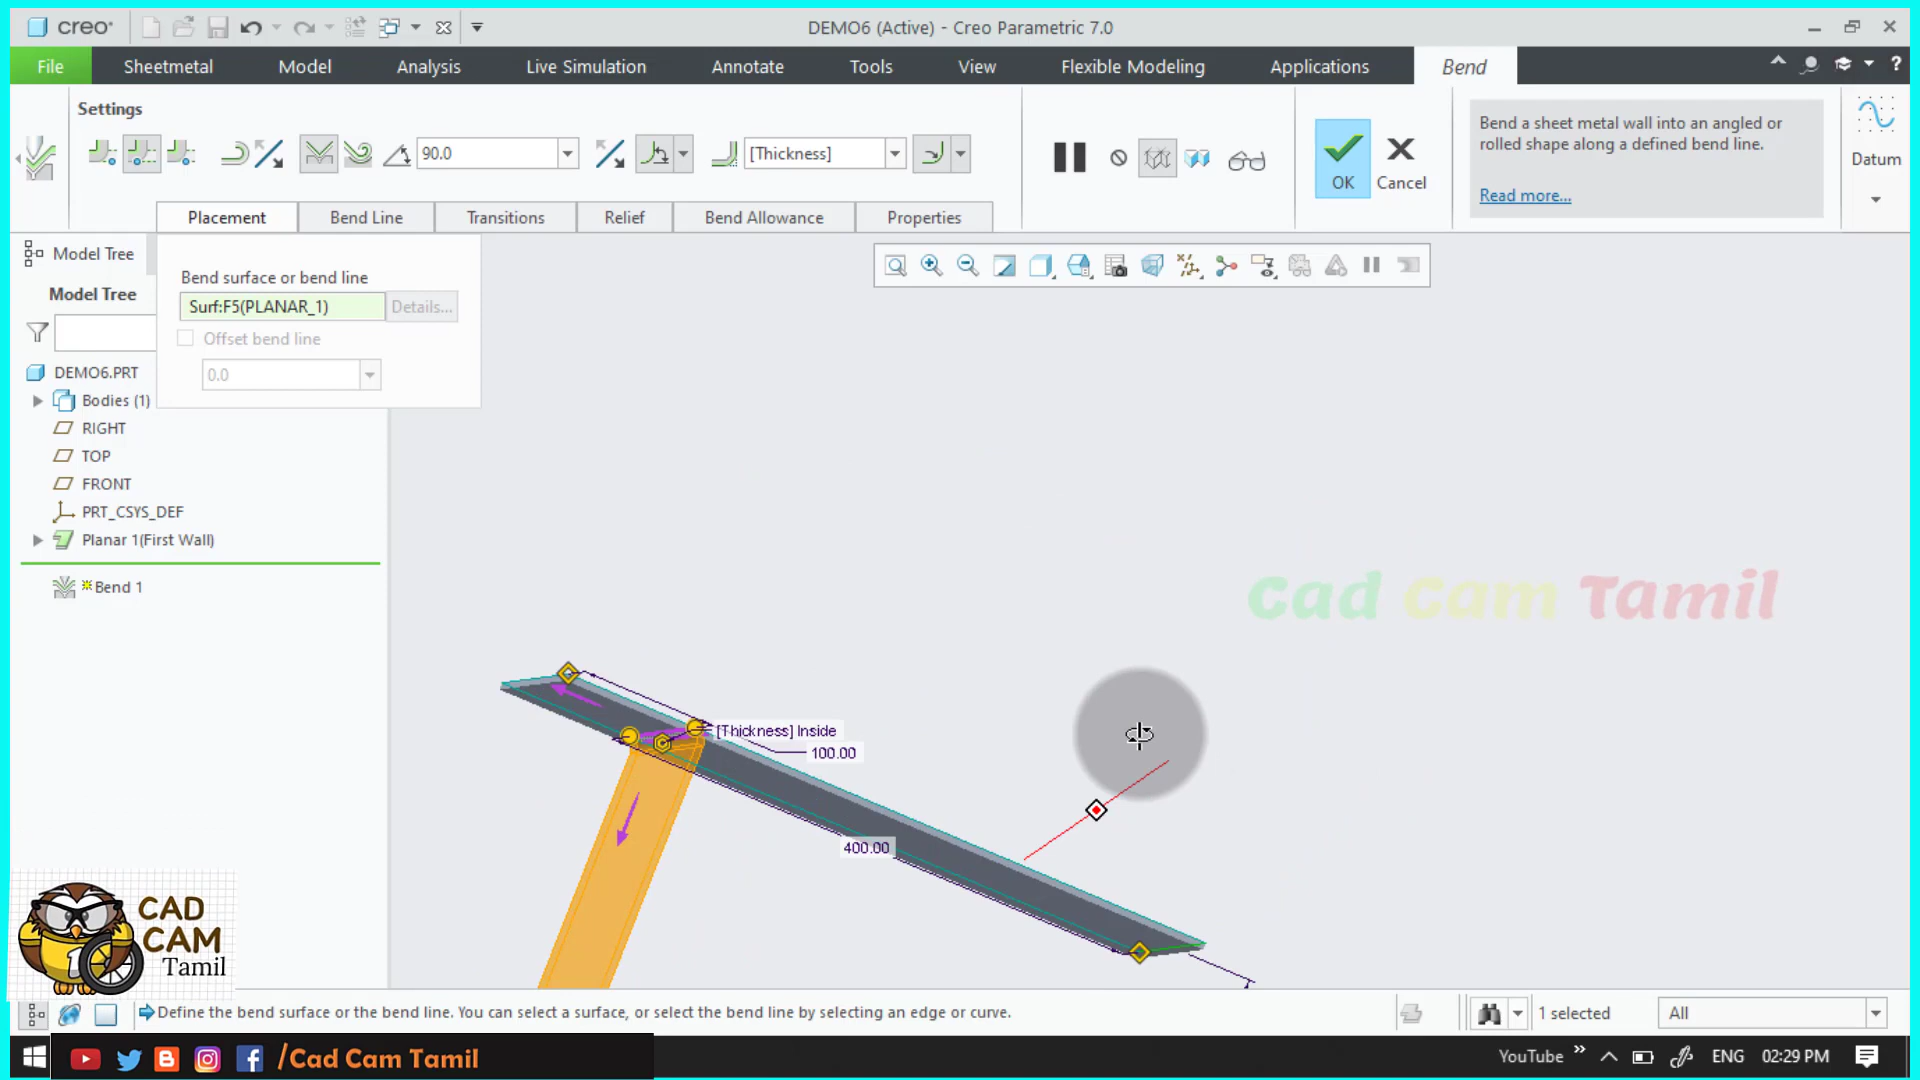 creo®
DEMO6 (Active) - Creo Parametric 7.0
File Sheetmetal Model Analysis Live Simulation Annotate Tools View Flexible Modeling Applications Bend
Settings
90.0
[Thickness]
OK
Cancel
Bend a sheet metal wall into an angled or
rolled shape along a defined bend line.
Read more...
Datum
Placement Bend Line Transitions Relief Bend Allowance Properties
Model Tree
Model Tree
Bend surface or bend line
Surf:F5(PLANAR_1) Details...
Offset bend line
0.0
DEMO6.PRT
Bodies (1)
RIGHT
TOP
FRONT
PRT_CSYS_DEF
Planar 1(First Wall)
Bend 1
Cad Cam Tamil
[Thickness] Inside
100.00
400.00
CAD
CAM
Tamil
Define the bend surface or the bend line. You can select a surface, or select the bend line by selecting an edge or curve.
1 selected
All
/Cad Cam Tamil
YouTube » ENG 02:29 PM